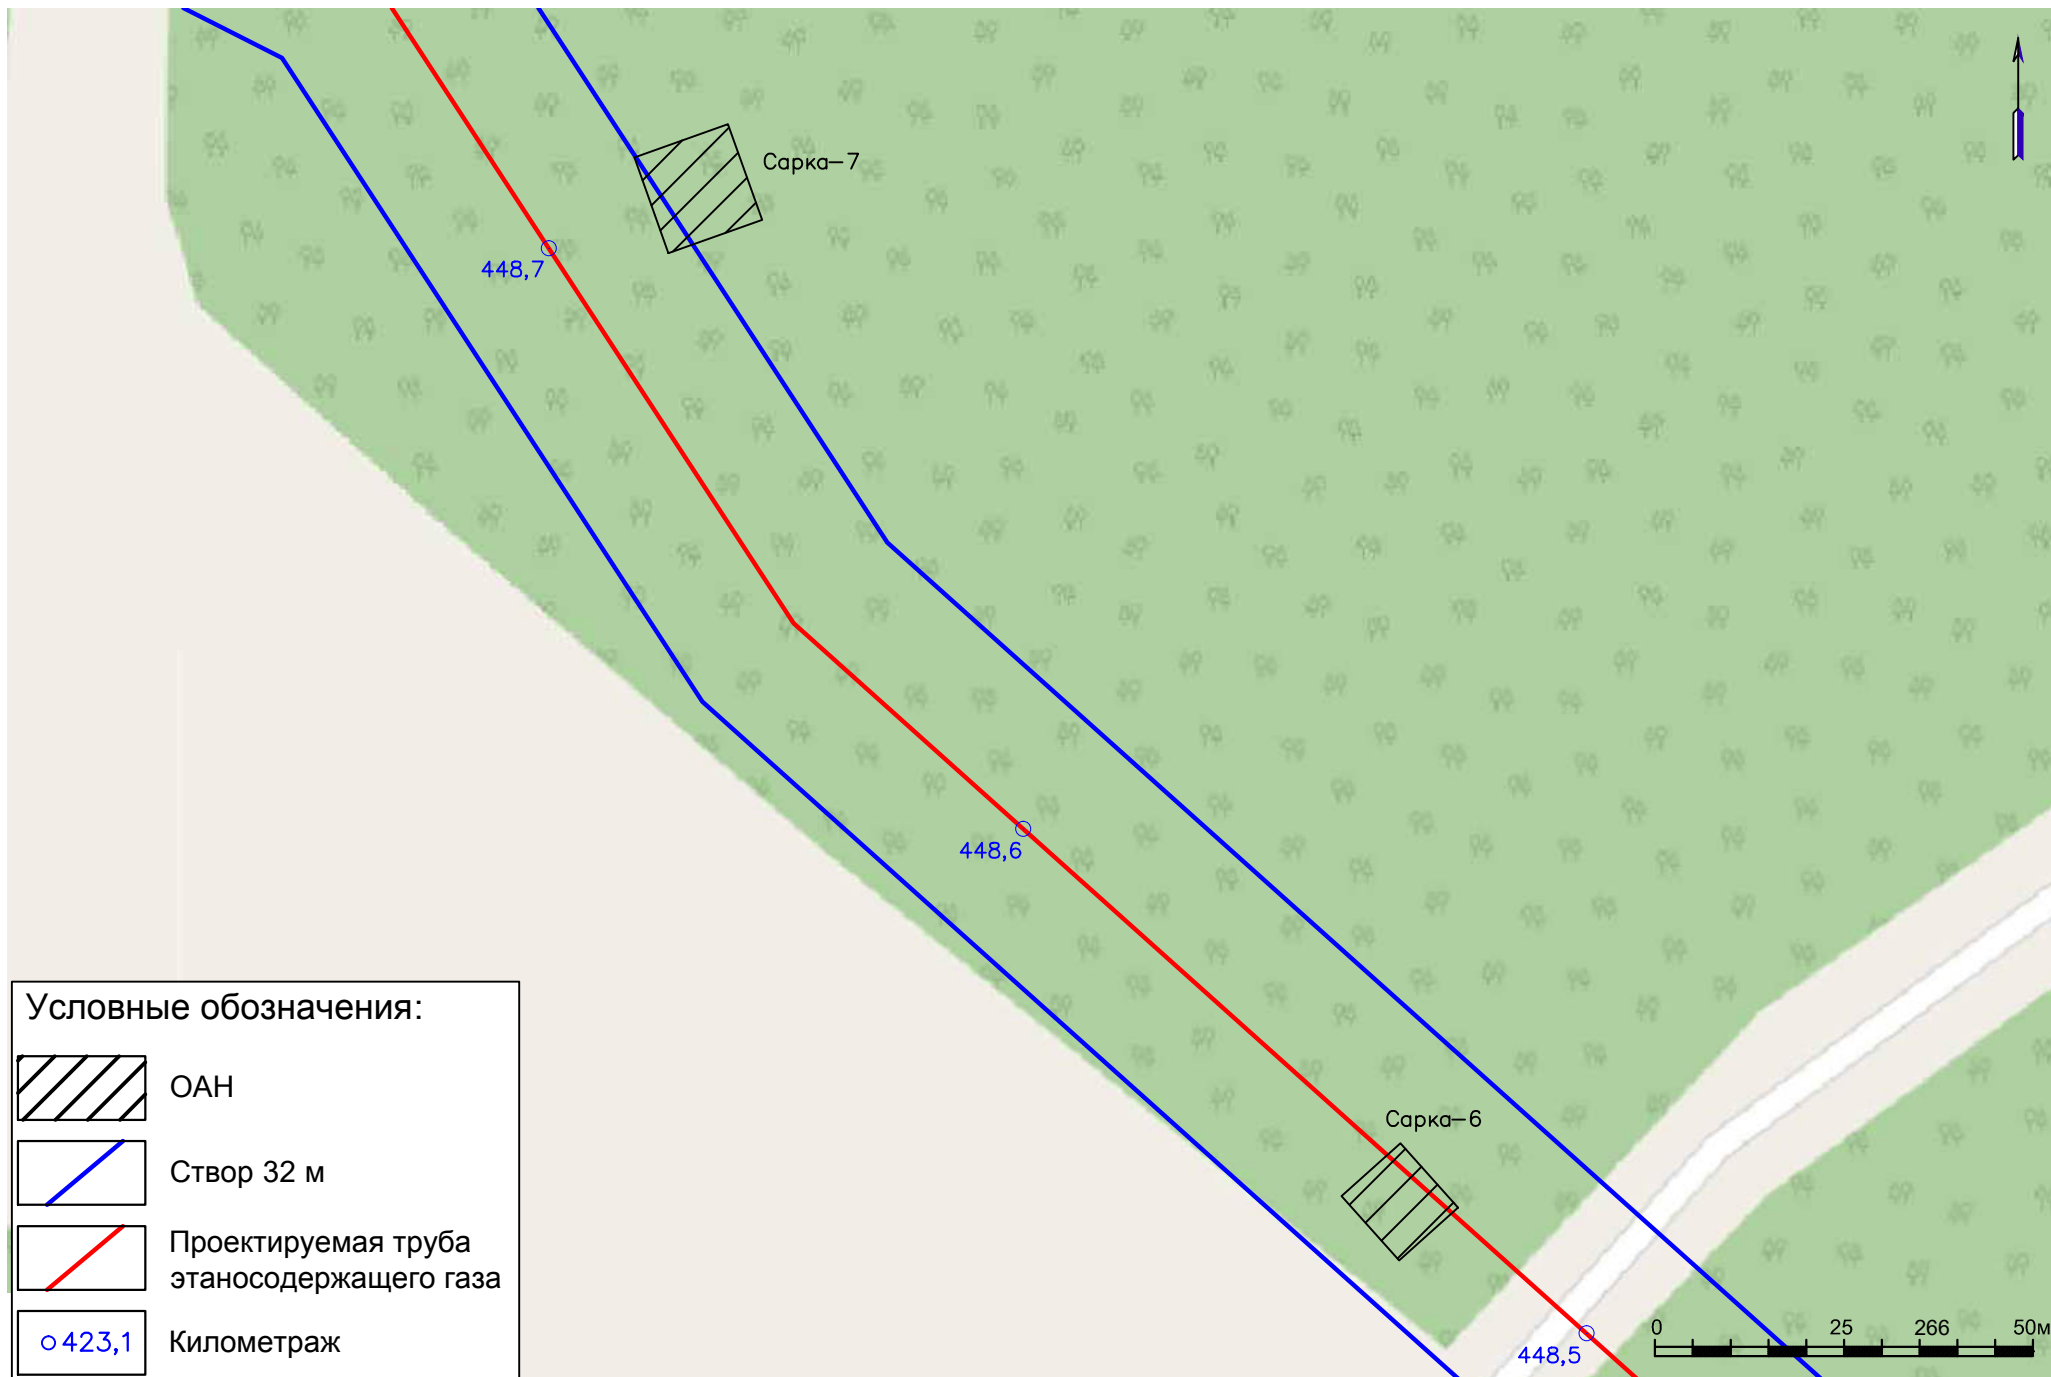 Сарка-7
448,7
448,6
Сарка-6
448,5
0 25 266 50м
Условные обозначения:
ОАН
Створ 32 м
Проектируемая труба
этаносодержащего газа
423,1 Километраж